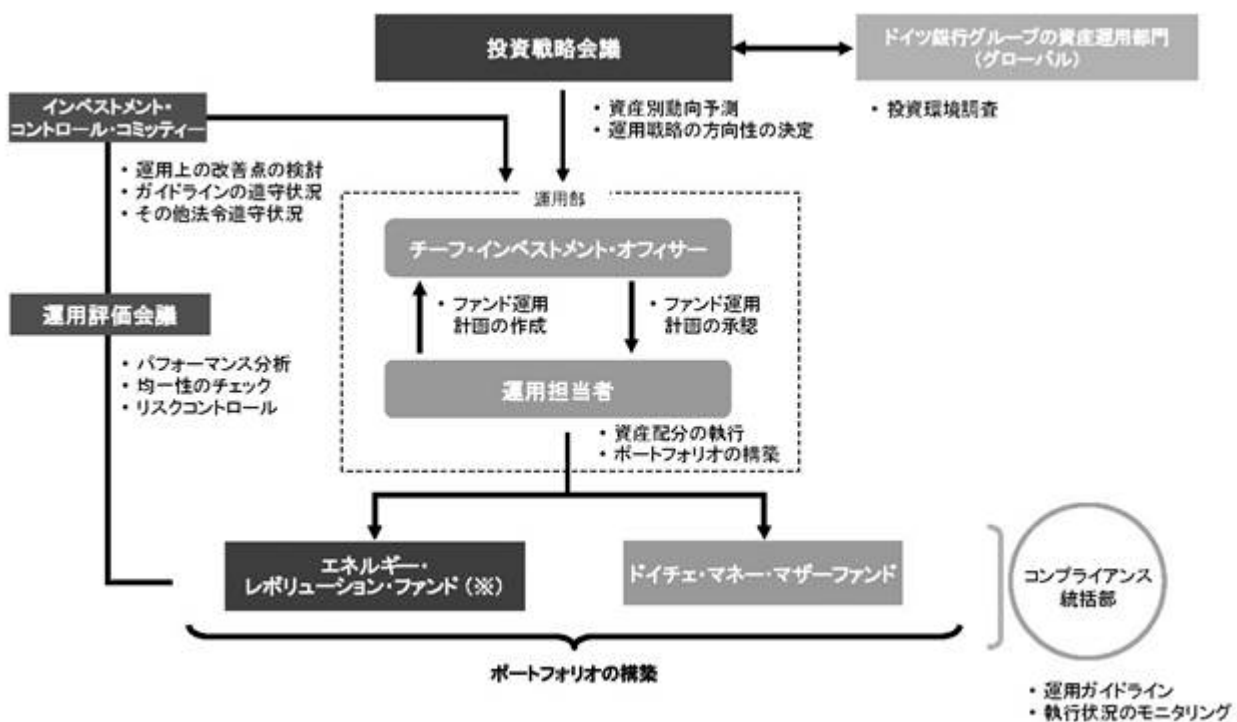 投資戦略会議
ドイツ銀行グループの資産運用部門
(グローバル)
・資産別動向予測
・運用戦略の方向性の決定
・投資環境調査
インベストメント・
コントロール・コミッティー
・運用上の改善点の検討
・ガイドラインの遵守状況
・その他法令遵守状況
運用部
チーフ・インベストメント・オフィサー
・ファンド運用
計画の作成
・ファンド運用
計画の承認
運用評価会議
・パフォーマンス分析
・均一性のチェック
・リスクコントロール
運用担当者
・資産配分の執行
・ポートフォリオの構築
エネルギー・
レボリューション・ファンド(※)
ドイチェ・マネー・マザーファンド
コンプライアンス
統括部
ポートフォリオの構築
・運用ガイドライン
・執行状況のモニタリング